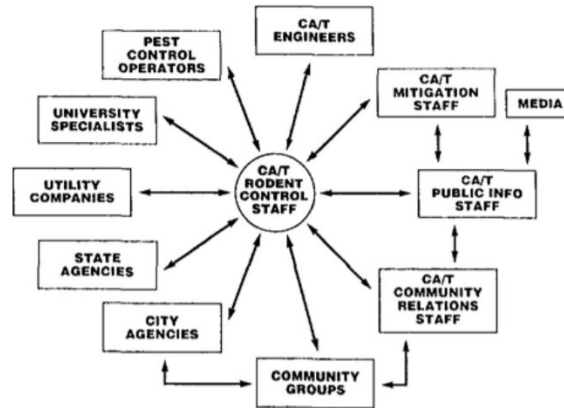 CA/T
ENGINEERS
PEST
CONTROL
OPERATORS
CA/T
MITIGATION
STAFF
MEDIA
UNIVERSITY
SPECIALISTS
CA/T
RODENT
CONTROL
STAFF
UTILITY
COMPANIES
CA/T
PUBLIC INFO
STAFF
STATE
AGENCIES
CA/T
COMMUNITY
RELATIONS
STAFF
CITY
AGENCIES
COMMUNITY
GROUPS